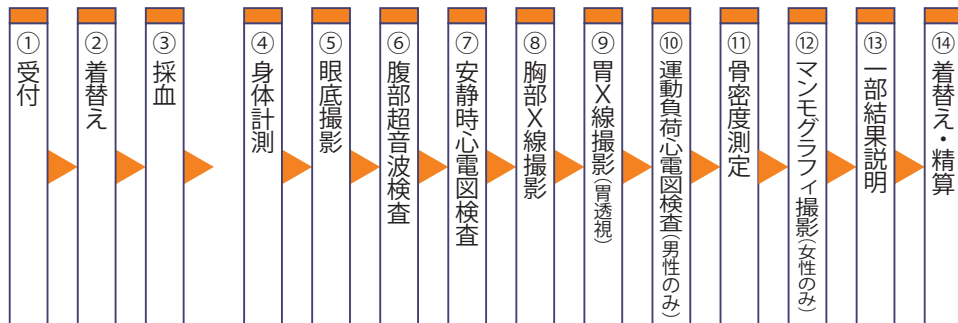 ①受付
②着替え
③採血
④身体計測
⑤眼底撮影
⑥腹部超音波検査
⑦安静時心電図検査
⑧胸部X線撮影
⑨胃X線撮影(胃透視)
⑩運動負荷心電図検査(男性のみ)
⑪骨密度測定
⑫マンモグラフィ撮影(女性のみ)
⑬一部結果説明
⑭着替え・精算